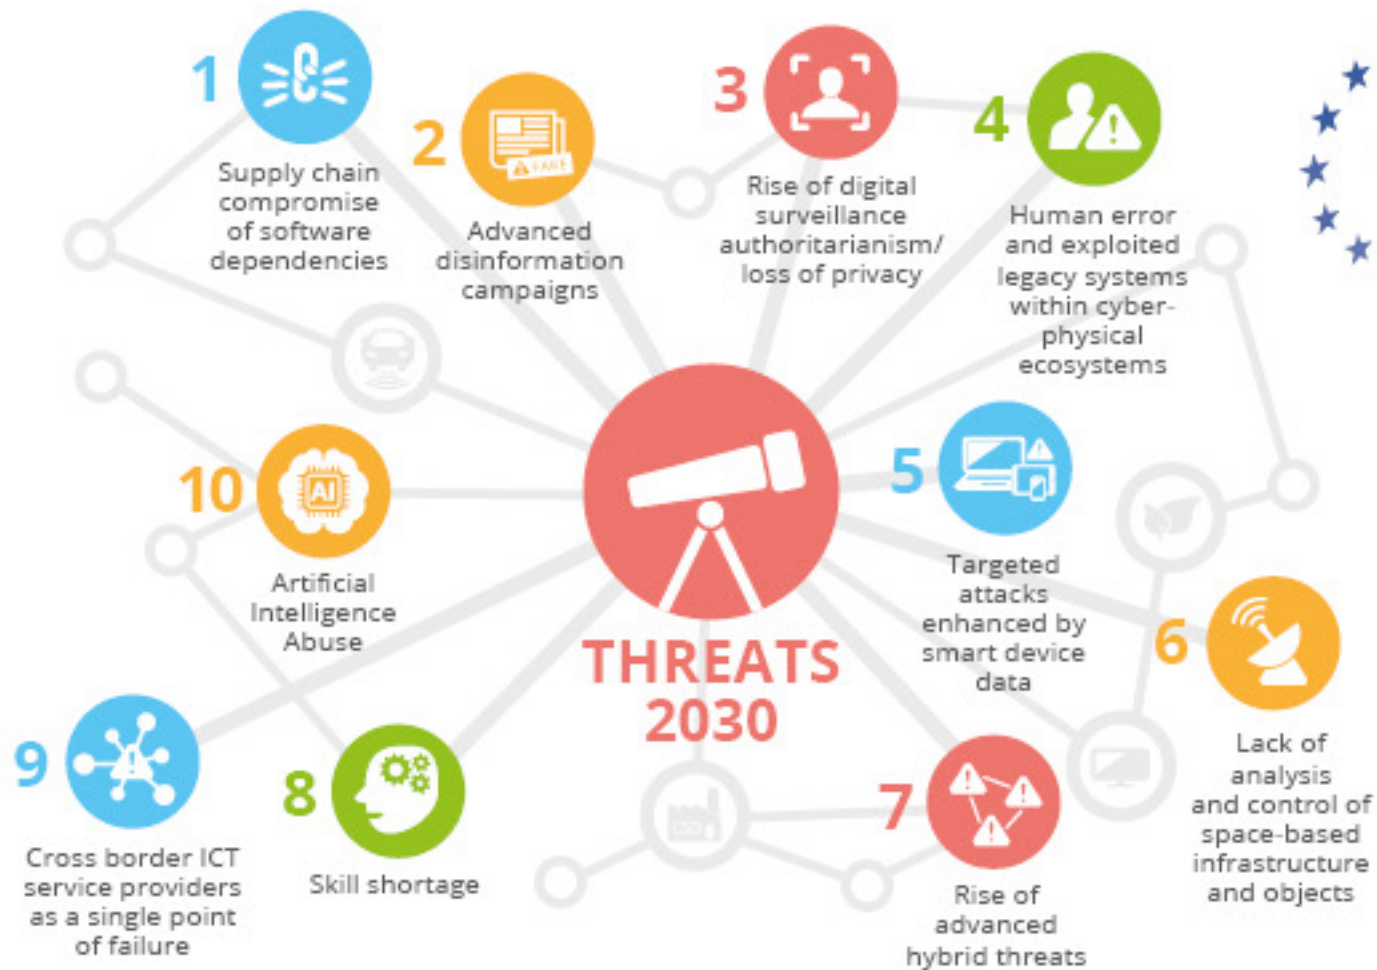 1
Supply chain
compromise
of software
dependencies
2
FAKE
Advanced
disinformation
campaigns
3
Rise of digital
surveillance
authoritarianism/
loss of privacy
4
Human error
and exploited
legacy systems
within cyber-
physical
ecosystems
5
Targeted
attacks
enhanced by
smart device
data
6
Lack of
analysis
and control of
space-based
infrastructure
and objects
7
Rise of
advanced
hybrid threats
8
Skill shortage
9
Cross border ICT
service providers
as a single point
of failure
10
AI
Artificial
Intelligence
Abuse
THREATS
2030